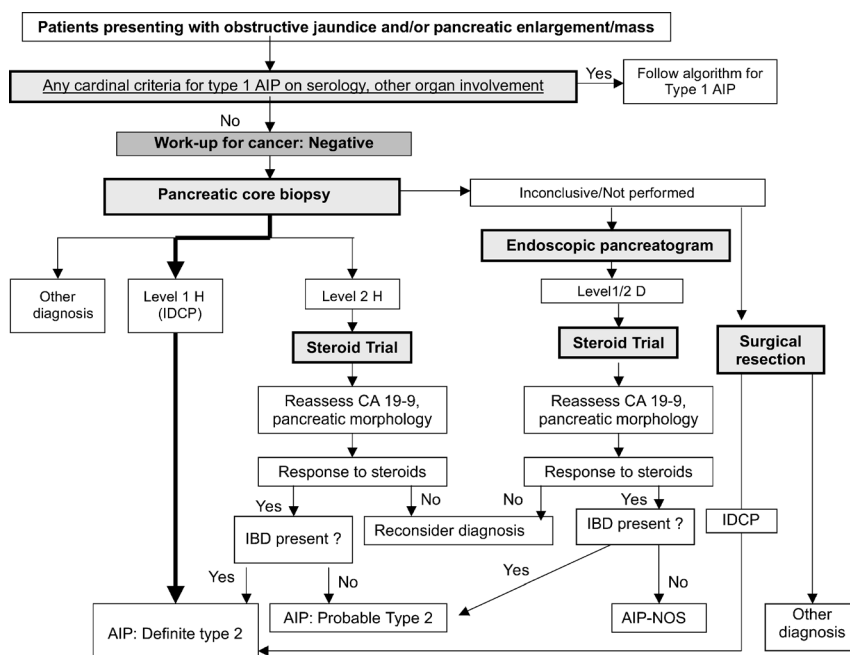 Patients presenting with obstructive jaundice and/or pancreatic enlargement/mass
Any cardinal criteria for type 1 AIP on serology, other organ involvement
Yes
Follow algorithm for
Type 1 AIP
No
Work-up for cancer: Negative
Pancreatic core biopsy
Inconclusive/Not performed
Endoscopic pancreatogram
Other
diagnosis
Level 1 H
(IDCP)
Level 2 H
Level1/2 D
Steroid Trial
Steroid Trial
Surgical
resection
Reassess CA 19-9,
pancreatic morphology
Reassess CA 19-9,
pancreatic morphology
Response to steroids
Response to steroids
Yes
No
No
Yes
IBD present ?
Reconsider diagnosis
IBD present ?
IDCP
Yes
No
Yes
No
AIP: Definite type 2
AIP: Probable Type 2
AIP-NOS
Other
diagnosis